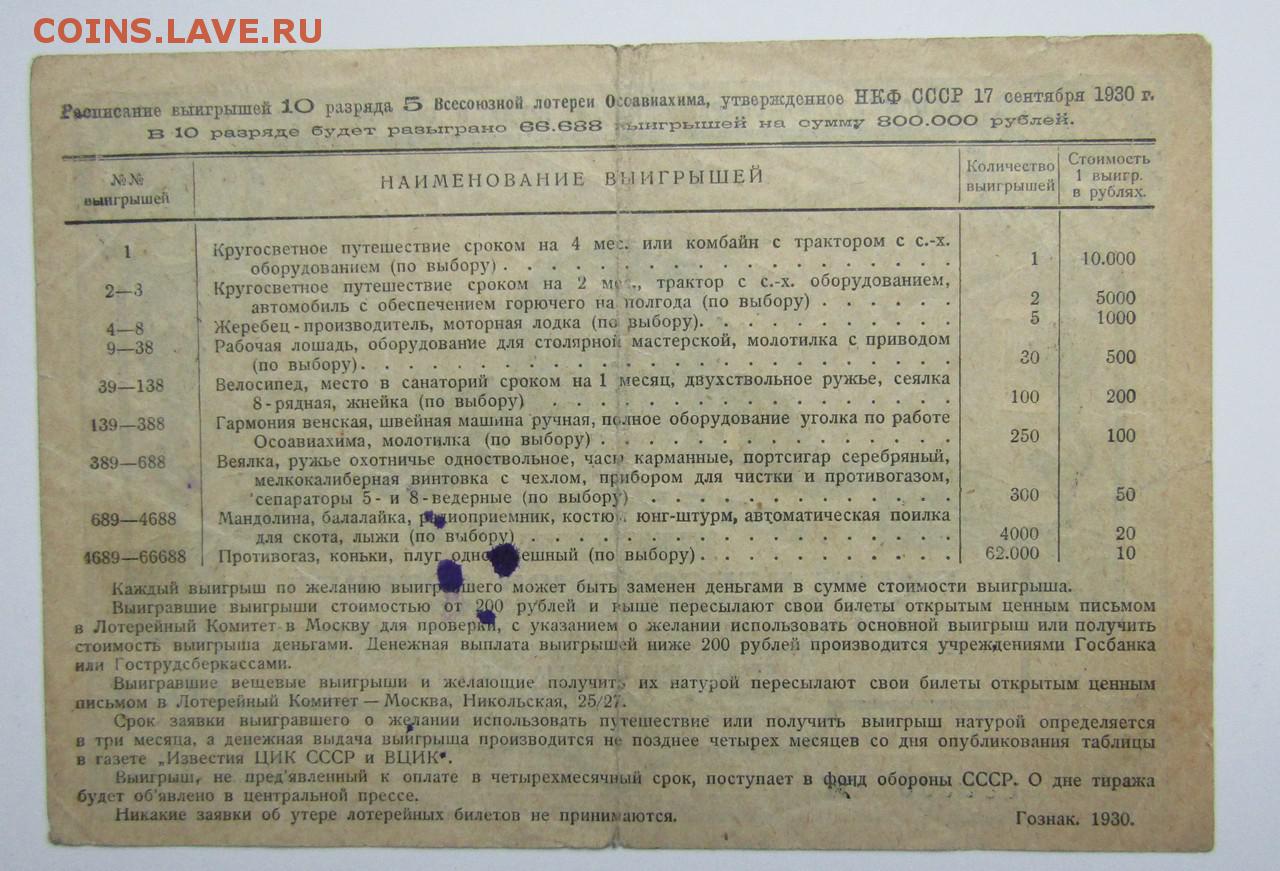 COINS.LAVE.RU
Расписание выигрышей 10 разряда 5 Всесоюзной лотереи Осоавиахима, утвержденное НКФ СССР 17 сентября 1930 г.
В 10 разряде будет разыграно 66.688 выигрышей на сумму 800.000 рублей.
№№ выигрышей НАИМЕНОВАНИЕ ВЫИГРЫШЕЙ Количество выигрышей Стоимость 1 выигр. в рублях.
1 Кругосветное путешествие сроком на 4 мес. или комбайн с трактором с с.-х.
оборудованием (по выбору) . . . . . . . . . . . . . . . . . . 1 10.000
2—3 Кругосветное путешествие сроком на 2 мес., трактор с с.-х. оборудованием,
автомобиль с обеспечением горючего на полгода (по выбору) . . . . . . 2 5000
4—8 Жеребец-производитель, моторная лодка (по выбору). . . . . . . . . . . 5 1000
9—38 Рабочая лошадь, оборудование для столярной мастерской, молотилка с приводом
(по выбору). . . . . . . . . . . . . . . . . . . . . . . . 30 500
39—138 Велосипед, место в санаторий сроком на 1 месяц, двухствольное ружье, сеялка
8-рядная, жнейка (по выбору) . . . . . . . . . . . . . . . . 100 200
139—388 Гармония венская, швейная машина ручная, полное оборудование уголка по работе
Осоавиахима, молотилка (по выбору) . . . . . . . . . . . . . . 250 100
389—688 Веялка, ружье охотничье одноствольное, часы карманные, портсигар серебряный,
мелкокалиберная винтовка с чехлом, прибором для чистки и противогазом,
сепараторы 5- и 8-ведерные (по выбору) . . . . . . . . . . . . 300 50
689—4688 Мандолина, балалайка, радиоприемник, костюм юнг-штурм, автоматическая поилка
для скота, лыжи (по выбору) . . . . . . . . . . . . . . . . . 4000 20
4689—66688 Противогаз, коньки, плуг однолемешный (по выбору). . . . . . . . . . 62.000 10
Каждый выигрыш по желанию выигравшего может быть заменен деньгами в сумме стоимости выигрыша.
Выигравшие выигрыши стоимостью от 200 рублей и выше пересылают свои билеты открытым ценным письмом
в Лотерейный Комитет в Москву для проверки, с указанием о желании использовать основной выигрыш или получить
стоимость выигрыша деньгами. Денежная выплата выигрышей ниже 200 рублей производится учреждениями Госбанка
или Гострудсберкассами.
Выигравшие вещевые выигрыши и желающие получить их натурой пересылают свои билеты открытым ценным
письмом в Лотерейный Комитет — Москва, Никольская, 25/27.
Срок заявки выигравшего о желании использовать путешествие или получить выигрыш натурой определяется
в три месяца, а денежная выдача выигрыша производится не позднее четырех месяцев со дня опубликования таблицы
в газете „Известия ЦИК СССР и ВЦИК“.
Выигрыш, не пред'явленный к оплате в четырехмесячный срок, поступает в фонд обороны СССР. О дне тиража
будет об'явлено в центральной прессе.
Никакие заявки об утере лотерейных билетов не принимаются. Гознак. 1930.